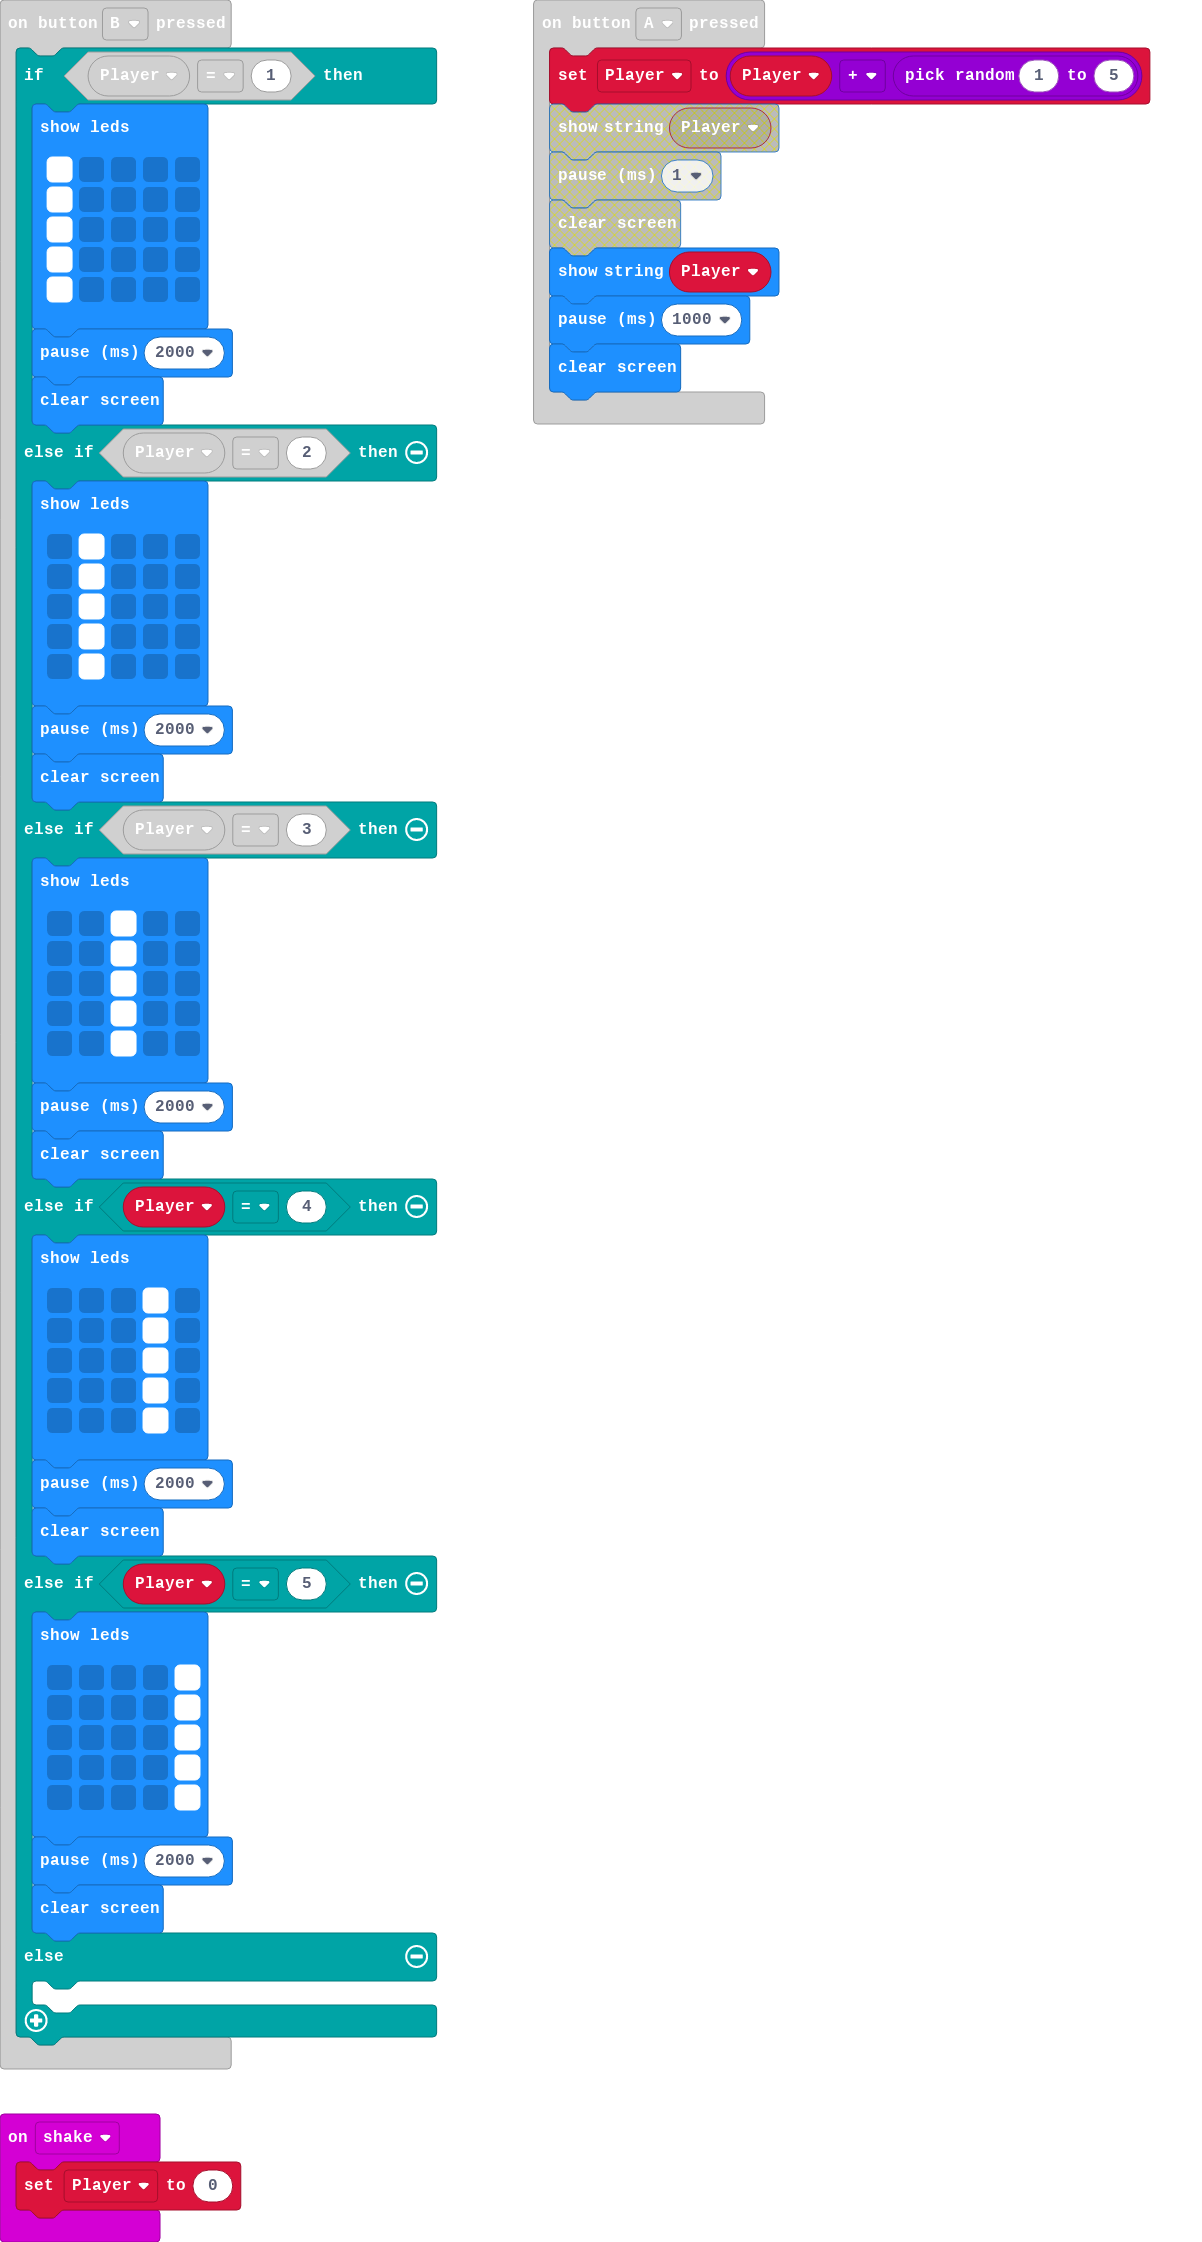 on button B pressed
if Player = 1 then
show leds
pause (ms) 2000
clear screen
else if Player = 2 then
show leds
pause (ms) 2000
clear screen
else if Player = 3 then
show leds
pause (ms) 2000
clear screen
else if Player = 4 then
show leds
pause (ms) 2000
clear screen
else if Player = 5 then
show leds
pause (ms) 2000
clear screen
else
on shake
set Player to 0
on button A pressed
set Player to Player + pick random 1 to 5
show string Player
pause (ms) 1
clear screen
show string Player
pause (ms) 1000
clear screen